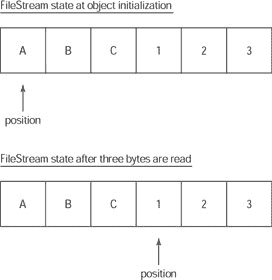 FileStream state at object initialization
A B C 1 2 3
position
FileStream state after three bytes are read
A B C 1 2 3
position